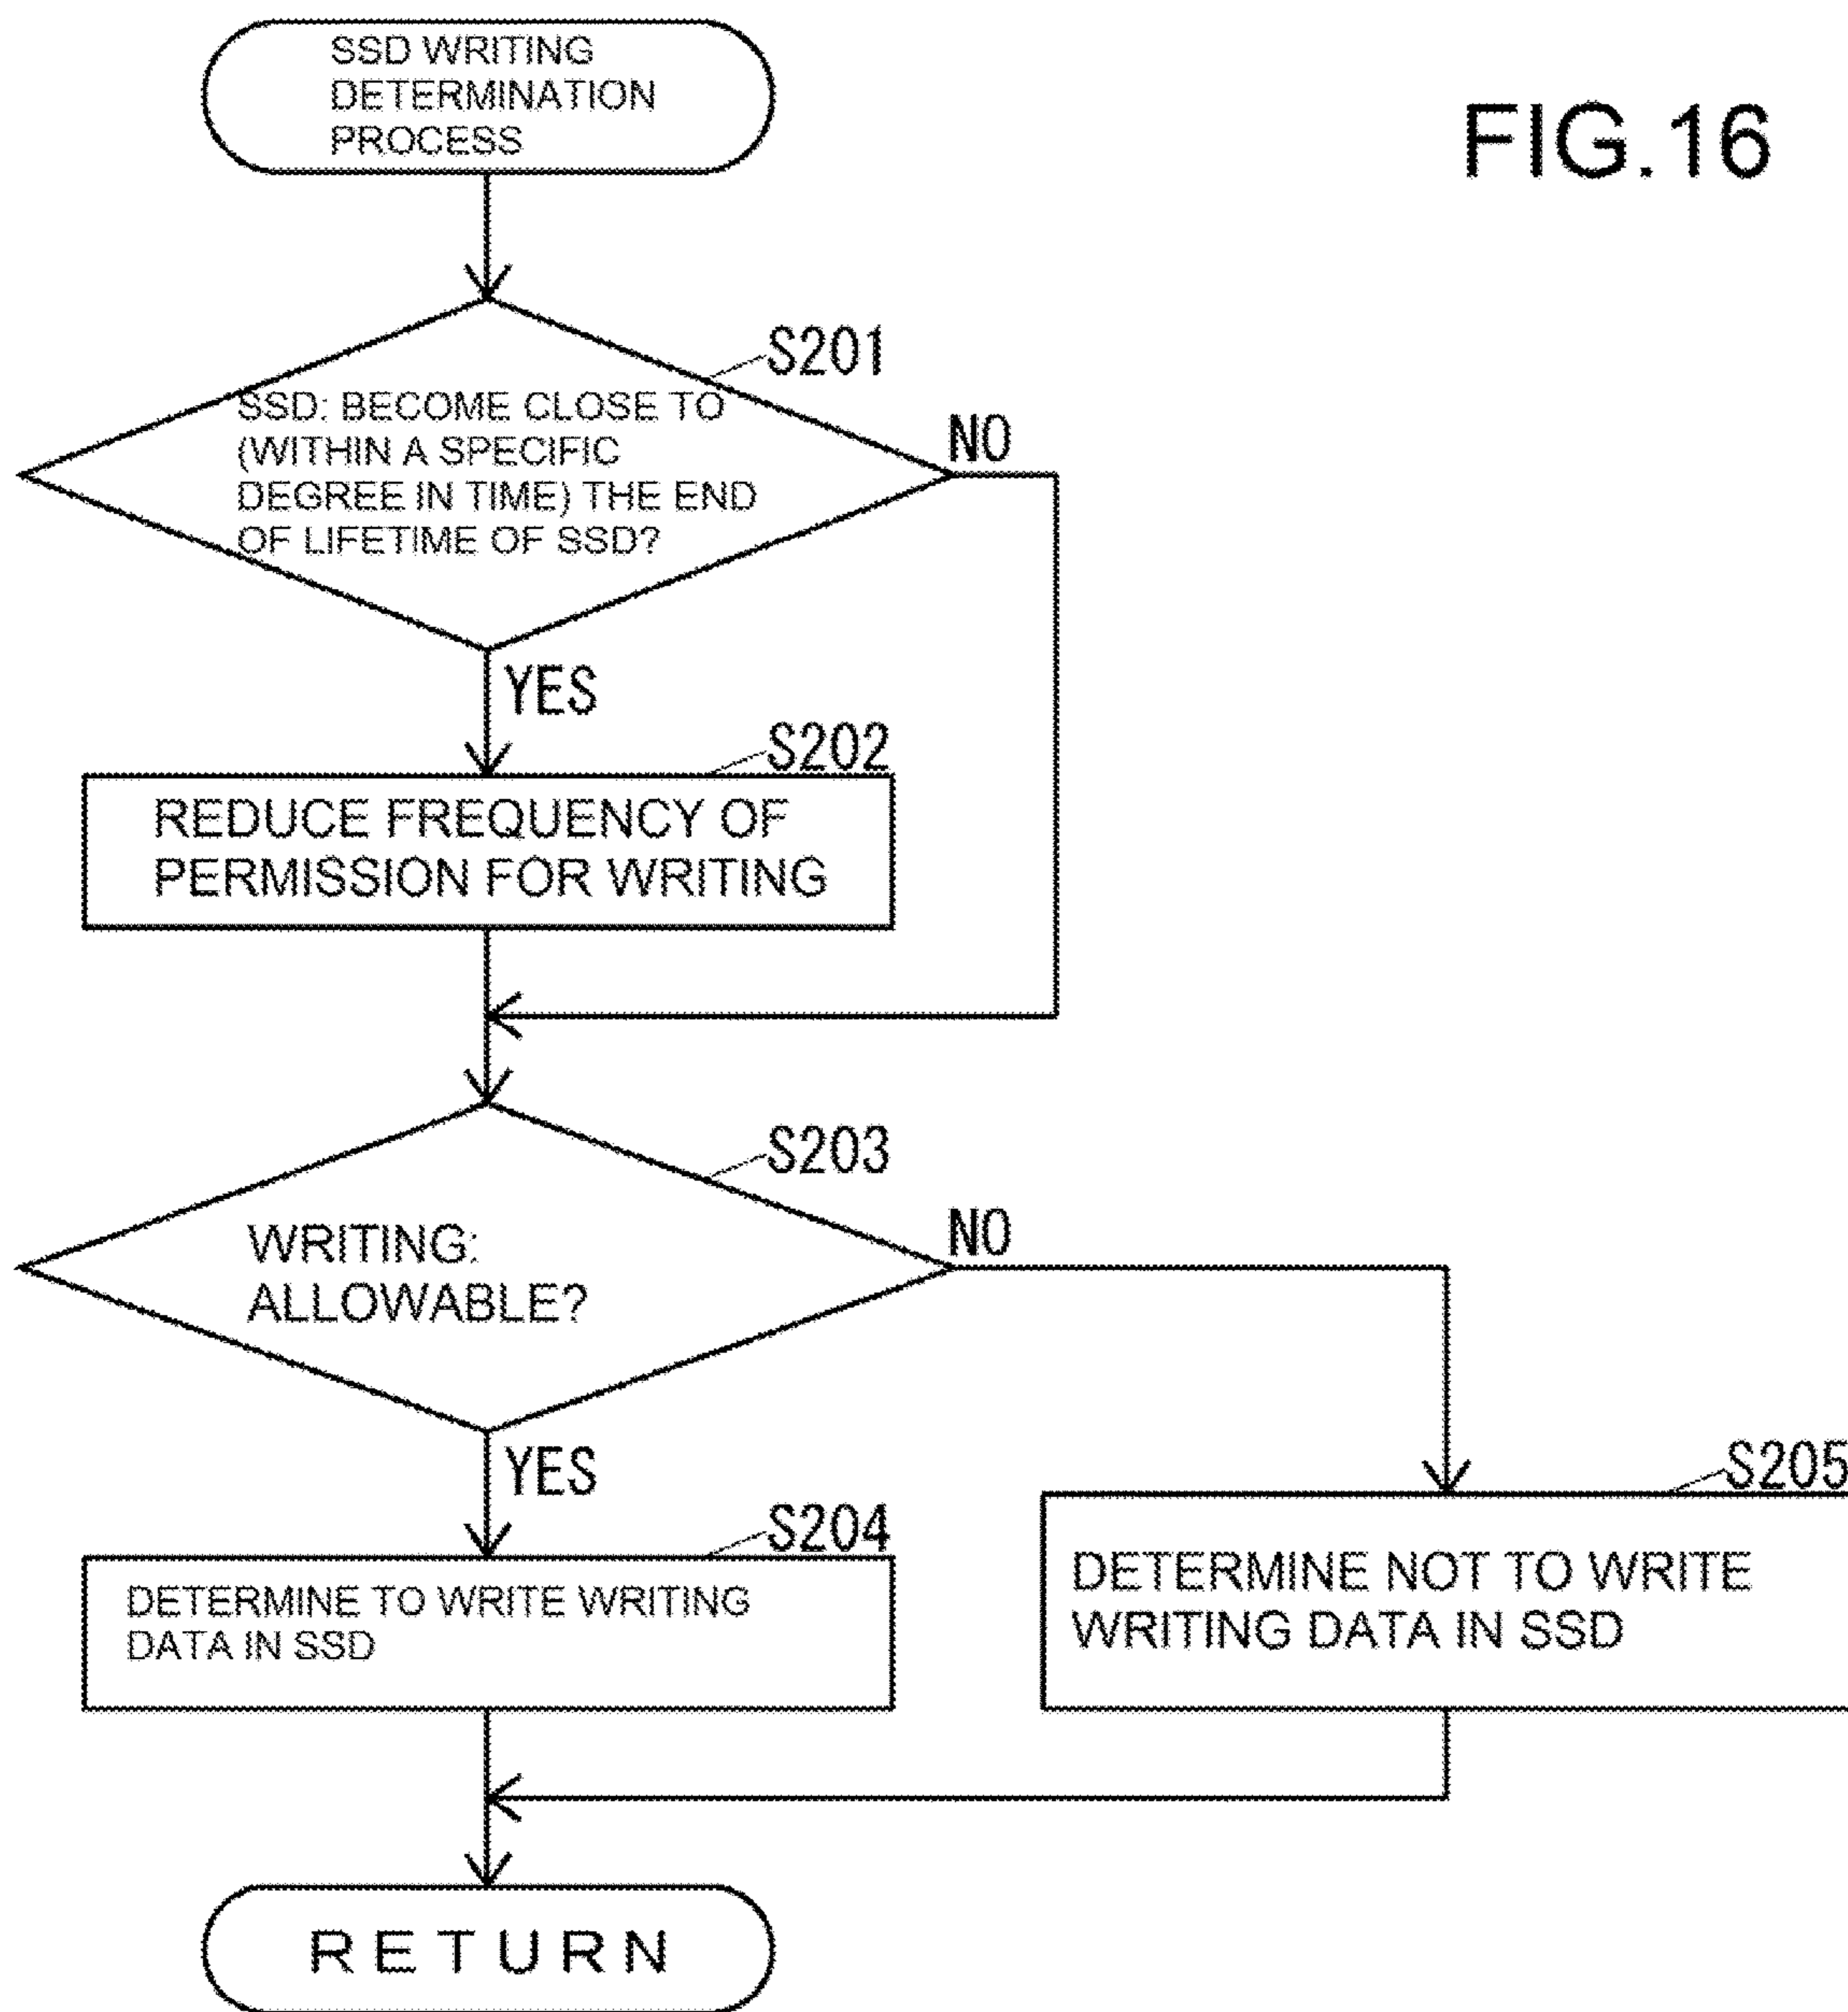 SSD WRITING
DETERMINATION
PROCESS
FIG.16
S201
SSD: BECOME CLOSE TO
(WITHIN A SPECIFIC
DEGREE IN TIME) THE END
OF LIFETIME OF SSD?
NO
YES
S202
REDUCE FREQUENCY OF
PERMISSION FOR WRITING
S203
WRITING:
ALLOWABLE?
NO
YES
S204
DETERMINE TO WRITE WRITING
DATA IN SSD
S205
DETERMINE NOT TO WRITE
WRITING DATA IN SSD
RETURN